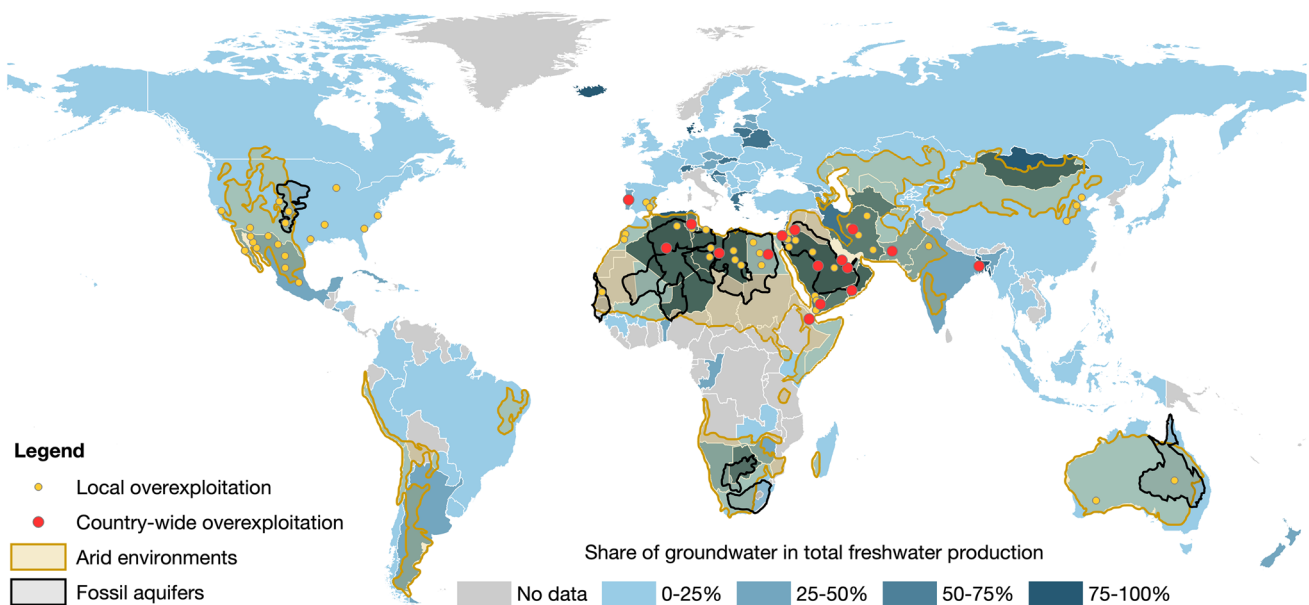 Legend
Local overexploitation
Country-wide overexploitation
Arid environments
Fossil aquifers
Share of groundwater in total freshwater production
No data 0-25% 25-50% 50-75% 75-100%